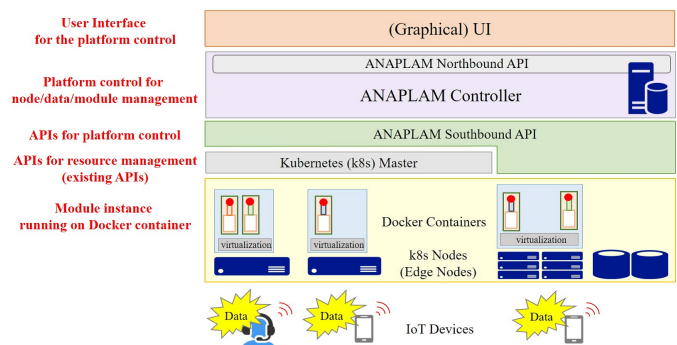 User Interface
for the platform control
(Graphical) UI
ANAPLAM Northbound API
Platform control for
node/data/module management
ANAPLAM Controller
APIs for platform control
ANAPLAM Southbound API
APIs for resource management
(existing APIs)
Kubernetes (k8s) Master
Module instance
running on Docker container
Docker Containers
virtualization
virtualization
virtualization
k8s Nodes
(Edge Nodes)
Data
Data
Data
IoT Devices